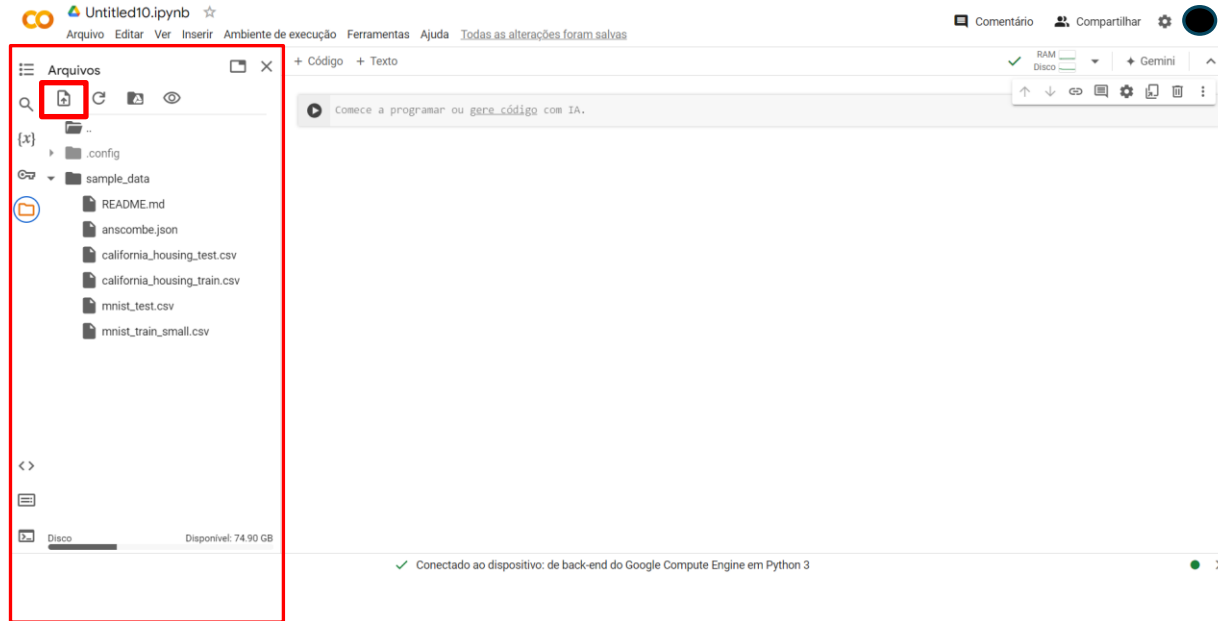 Untitled10.ipynb
Arquivo Editar Ver Inserir Ambiente de execução Ferramentas Ajuda Todas as alterações foram salvas
Comentário Compartilhar
Arquivos
+ Código + Texto
RAM
Disco
Gemini
{x}
Comece a programar ou gere código com IA.
..
.config
sample_data
README.md
anscombe.json
california_housing_test.csv
california_housing_train.csv
mnist_test.csv
mnist_train_small.csv
Disco Disponível: 74.90 GB
Conectado ao dispositivo: de back-end do Google Compute Engine em Python 3